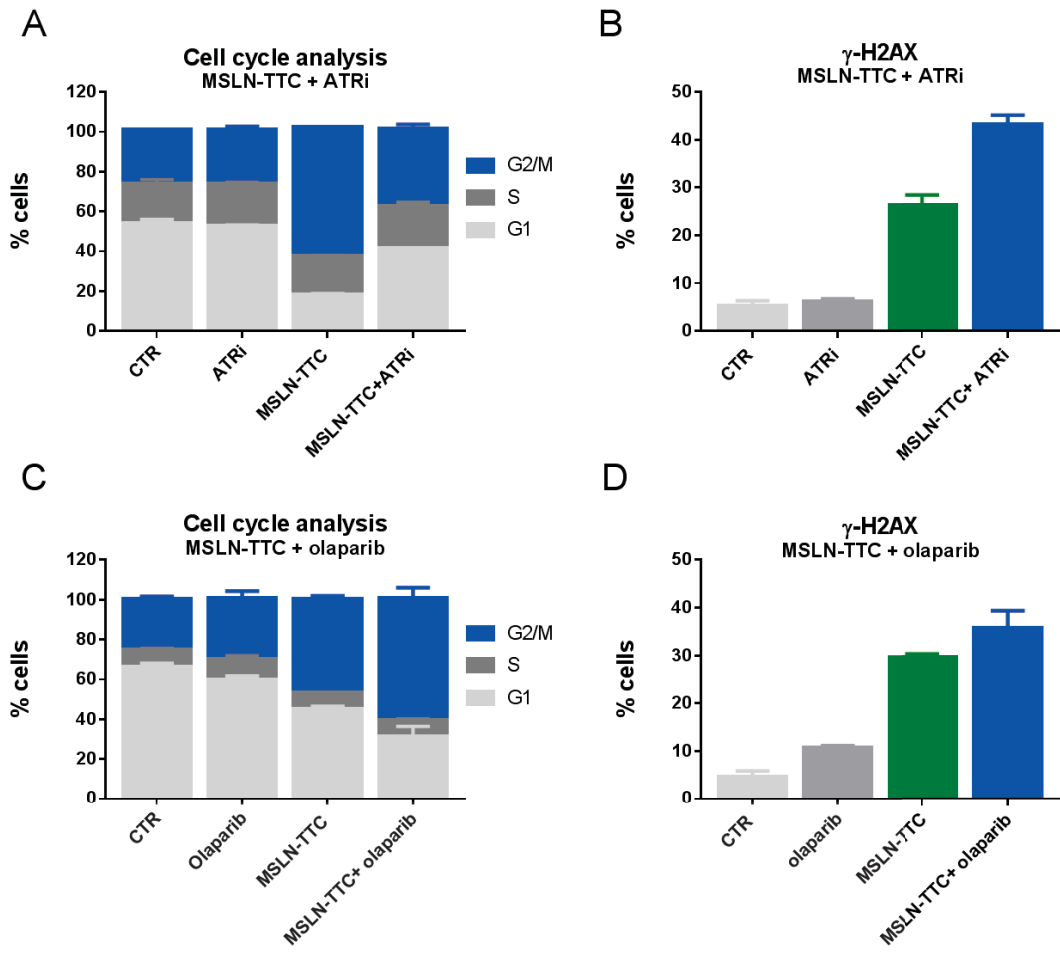 A
Cell cycle analysis
MSLN-TTC + ATRi
120
100
80
60
40
20
0
% cells
CTR
ATRi
MSLN-TTC
MSLN-TTC+ATRi
G2/M
S
G1
B
γ-H2AX
MSLN-TTC + ATRi
50
40
30
20
10
0
% cells
CTR
ATRi
MSLN-TTC
MSLN-TTC+ ATRi
C
Cell cycle analysis
MSLN-TTC + olaparib
120
100
80
60
40
20
0
% cells
CTR
Olaparib
MSLN-TTC
MSLN-TTC+ olaparib
G2/M
S
G1
D
γ-H2AX
MSLN-TTC + olaparib
50
40
30
20
10
0
% cells
CTR
olaparib
MSLN-TTC
MSLN-TTC+ olaparib